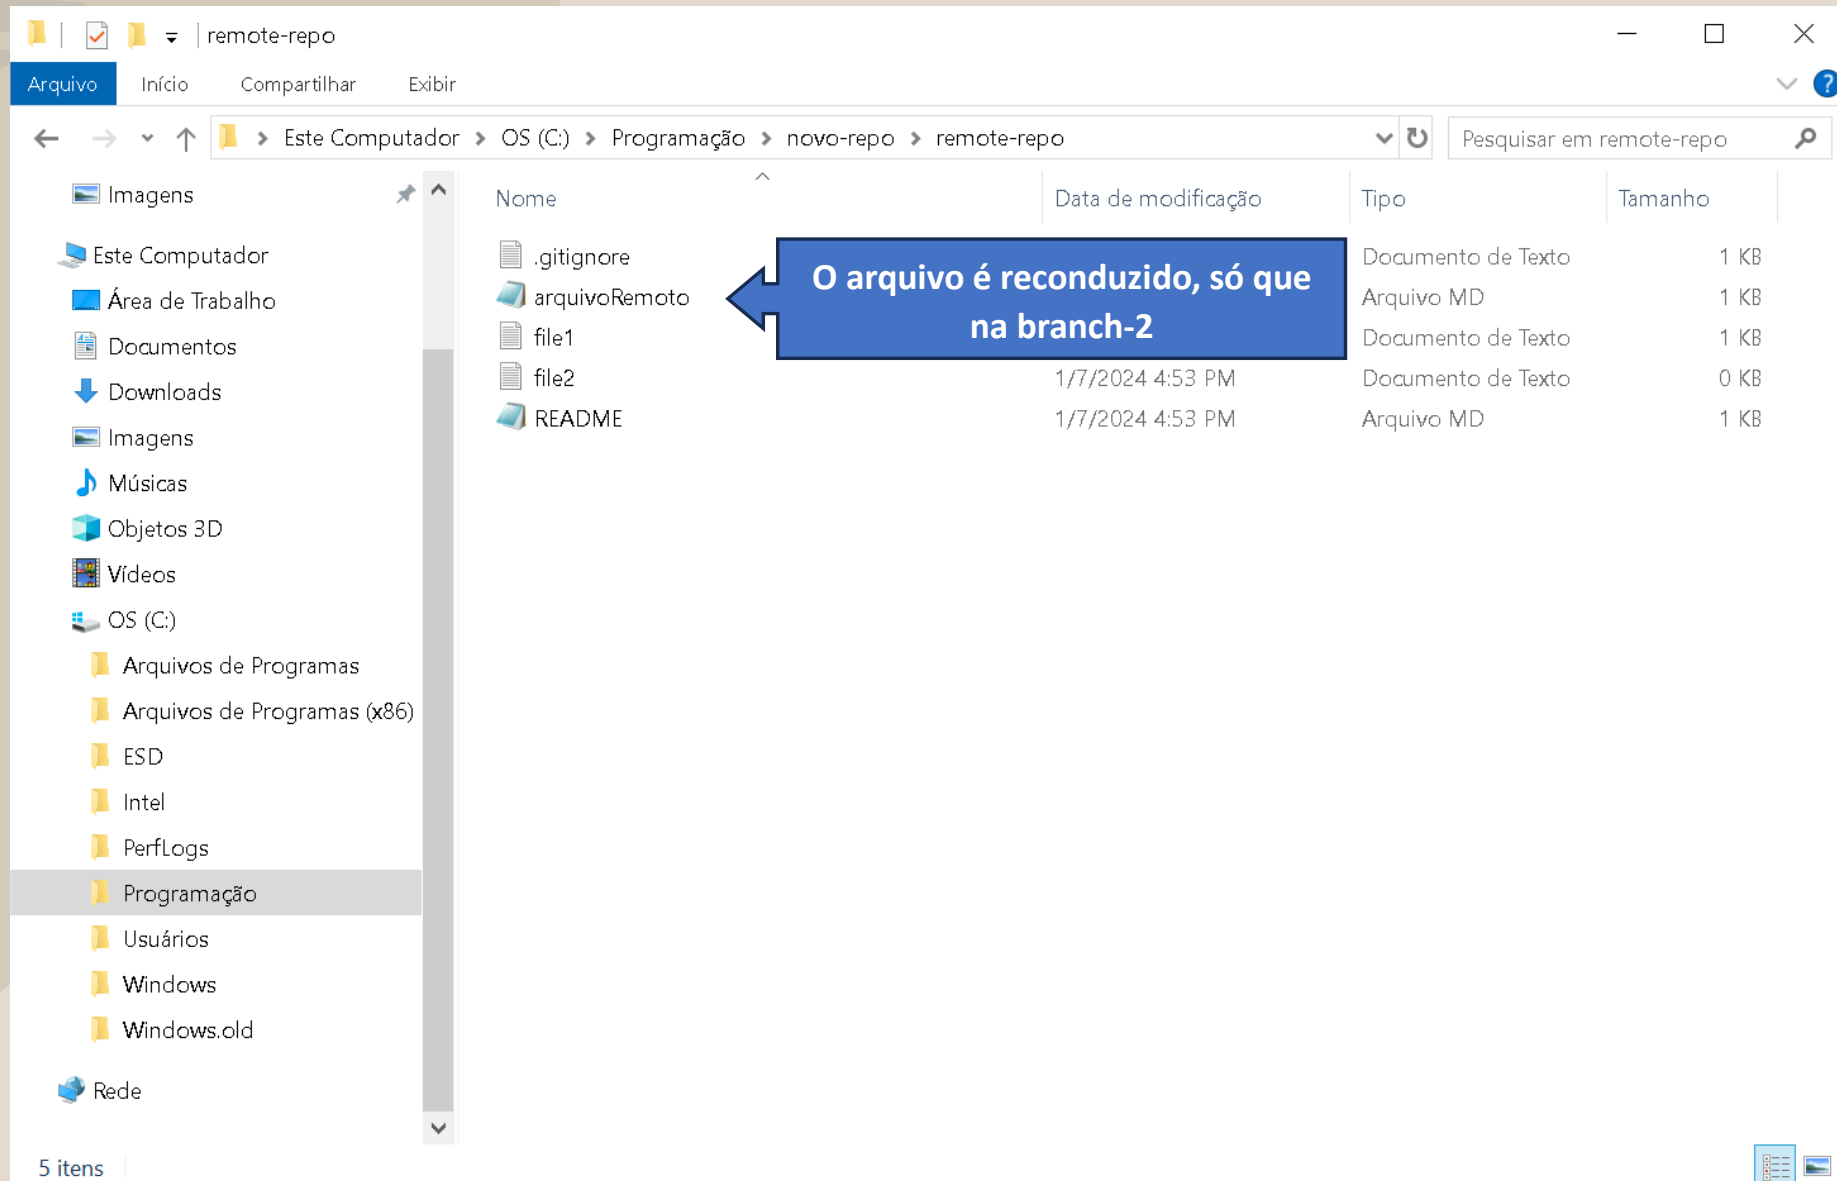 remote-repo
Arquivo Início Compartilhar Exibir
Este Computador > OS (C:) > Programação > novo-repo > remote-repo
Pesquisar em remote-repo
Imagens
Este Computador
Área de Trabalho
Documentos
Downloads
Imagens
Músicas
Objetos 3D
Vídeos
OS (C:)
Arquivos de Programas
Arquivos de Programas (x86)
ESD
Intel
PerfLogs
Programação
Usuários
Windows
Windows.old
Rede
Nome Data de modificação Tipo Tamanho
.gitignore Documento de Texto 1 KB
arquivoRemoto Arquivo MD 1 KB
file1 Documento de Texto 1 KB
file2 1/7/2024 4:53 PM Documento de Texto 0 KB
README 1/7/2024 4:53 PM Arquivo MD 1 KB
O arquivo é reconduzido, só que
na branch-2
5 itens